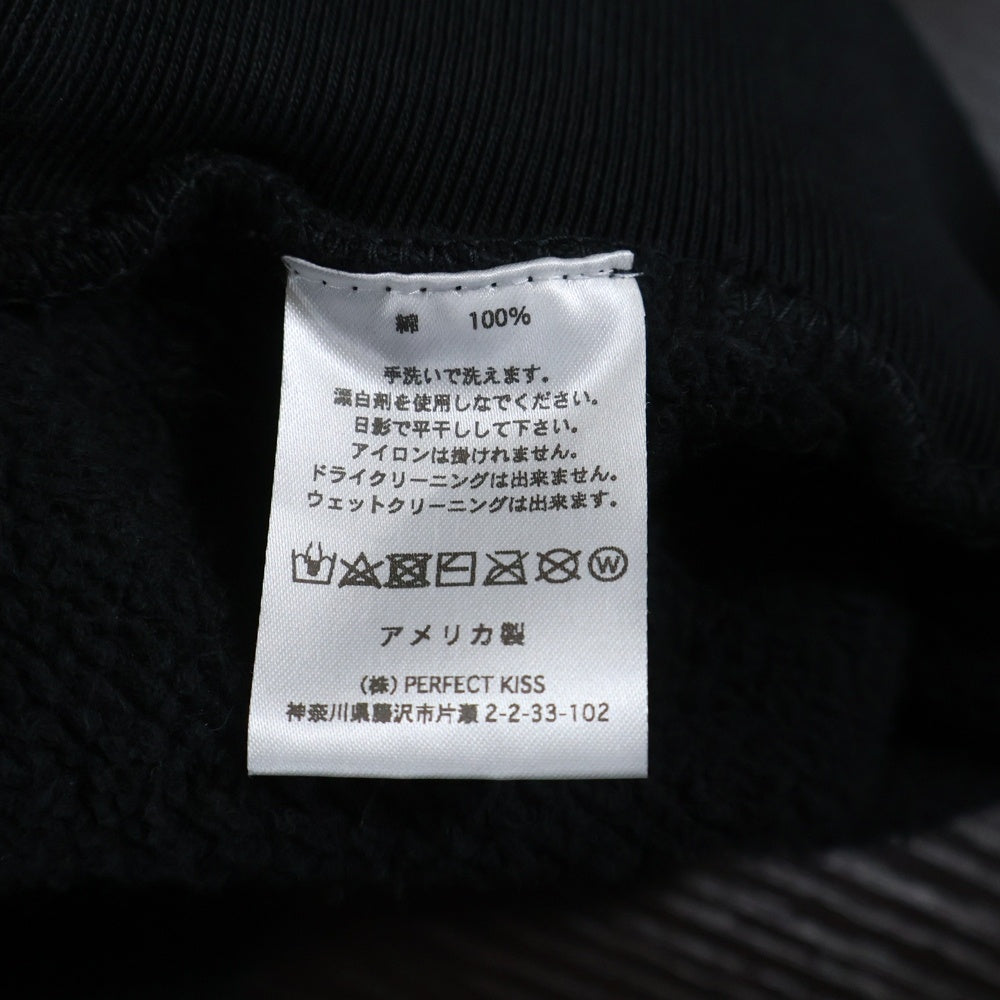 綿 100%
手洗いで洗えます。
漂白剤を使用しなでください。
日影で平干しして下さい。
アイロンは掛けれません。
ドライクリーニングは出来ません。
ウェットクリーニングは出来ます。
W
アメリカ製
(株) PERFECT KISS
神奈川県藤沢市片瀬 2-2-33-102